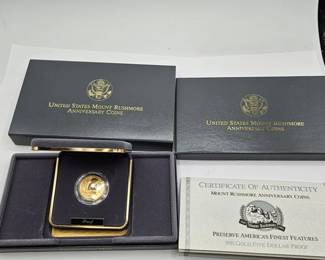 United States Mount Rushmore
Anniversary Coins
United States Mount Rushmore
Anniversary Coins
Proof
Certificate of Authenticity
Mount Rushmore Anniversary Coins
Preserve America's Finest Features
1991 Gold Five Dollar Proof